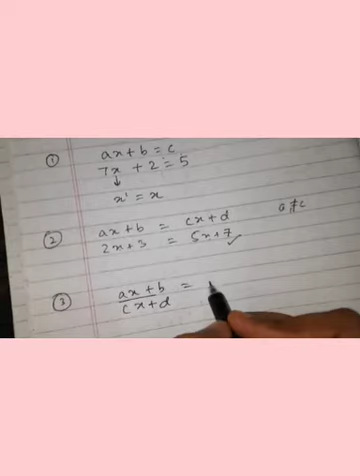 ① ax + b = c
7x + 2 = 5
↓
x¹ = x
② ax + b = cx + d a ≠ c
2x + 3 = 5x + 7 ✓
③ (ax + b)/(cx + d) =